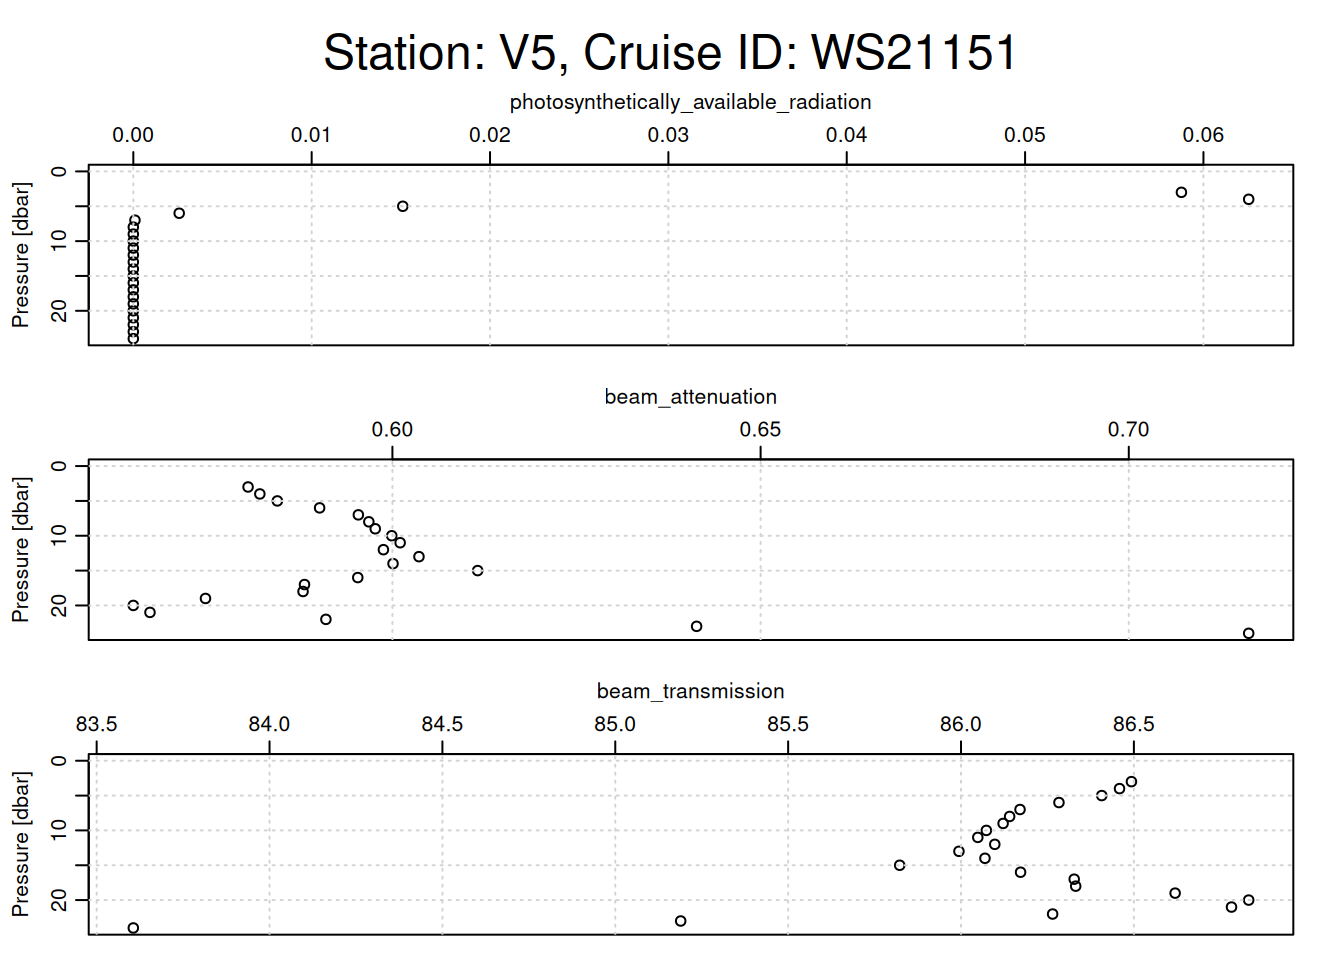 Station: V5, Cruise ID: WS21151
photosynthetically_available_radiation
0.00 0.01 0.02 0.03 0.04 0.05 0.06
Pressure [dbar]
0
10
20
beam_attenuation
0.60 0.65 0.70
Pressure [dbar]
0
10
20
beam_transmission
83.5 84.0 84.5 85.0 85.5 86.0 86.5
Pressure [dbar]
0
10
20